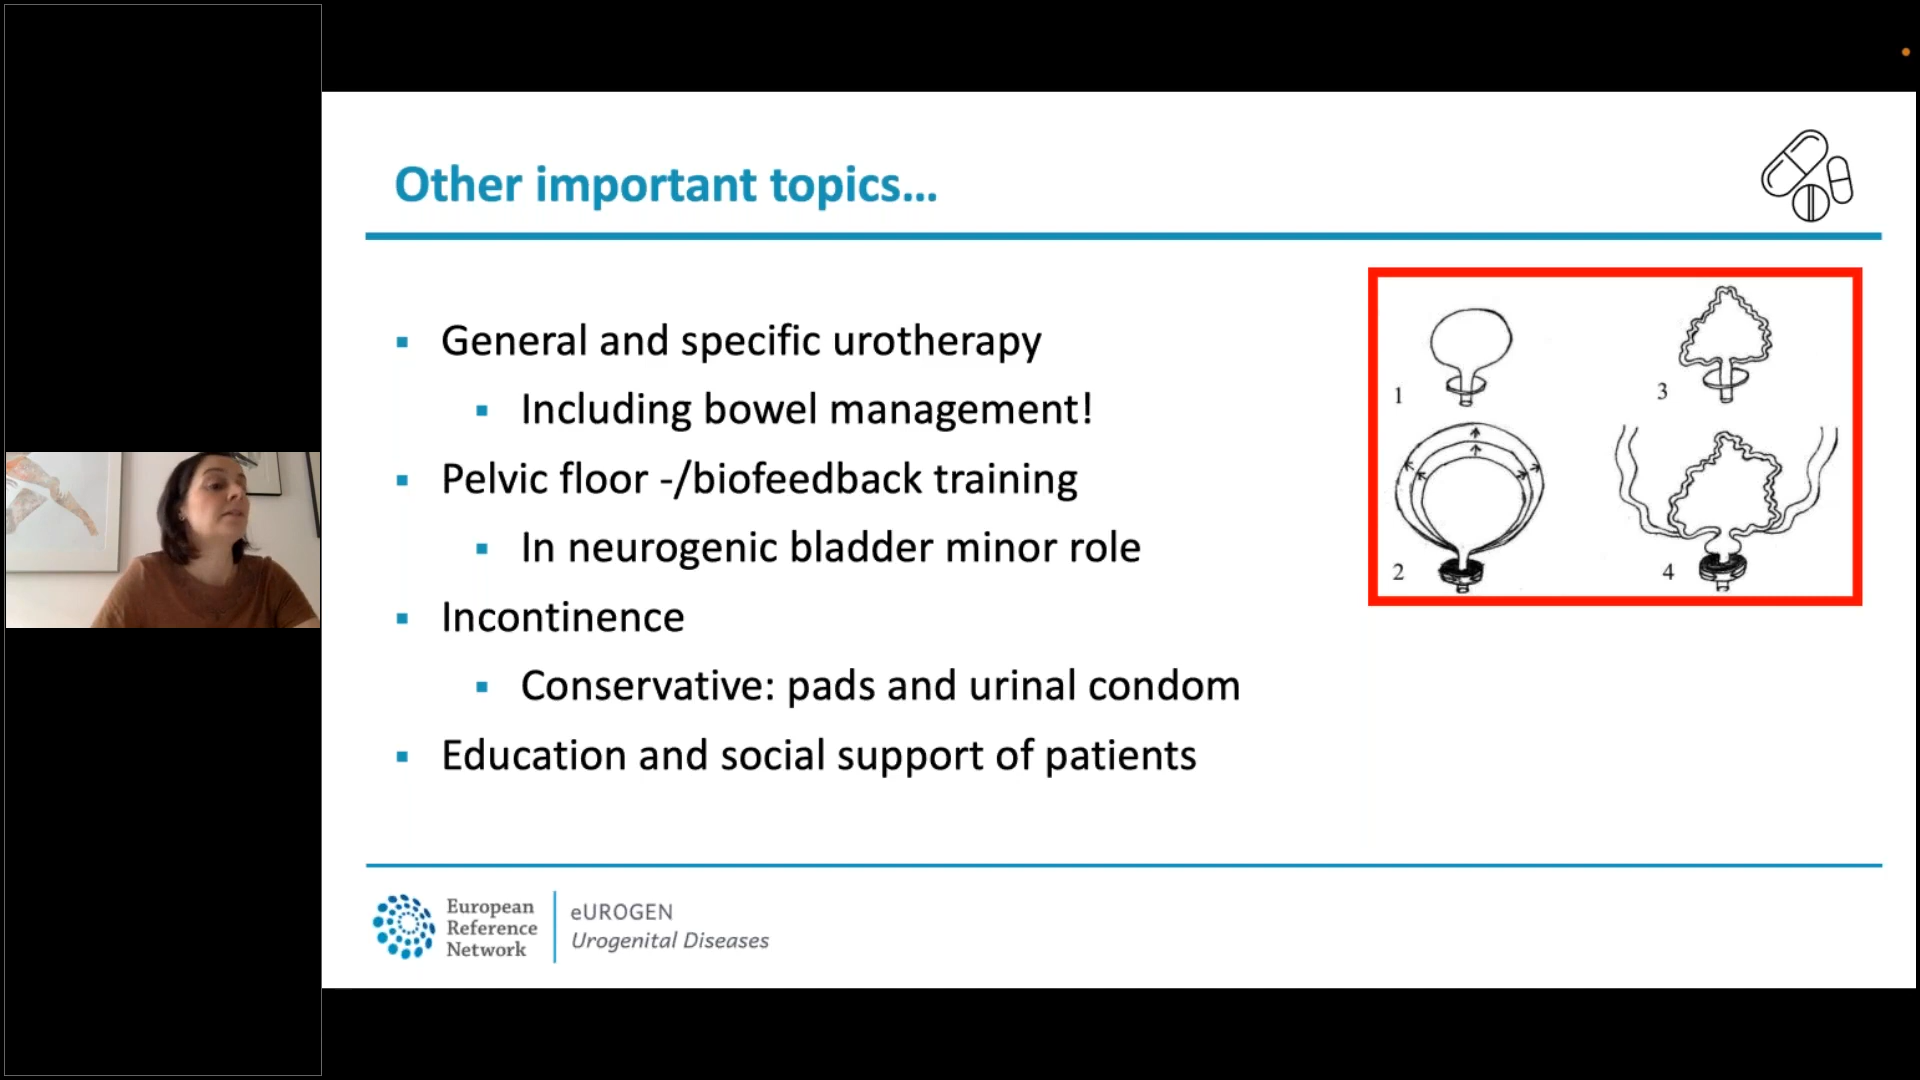 Other important topics...
General and specific urotherapy
Including bowel management!
Pelvic floor -/biofeedback training
In neurogenic bladder minor role
Incontinence
Conservative: pads and urinal condom
Education and social support of patients
1
3
2
4
European
Reference
Network
eUROGEN
Urogenital Diseases